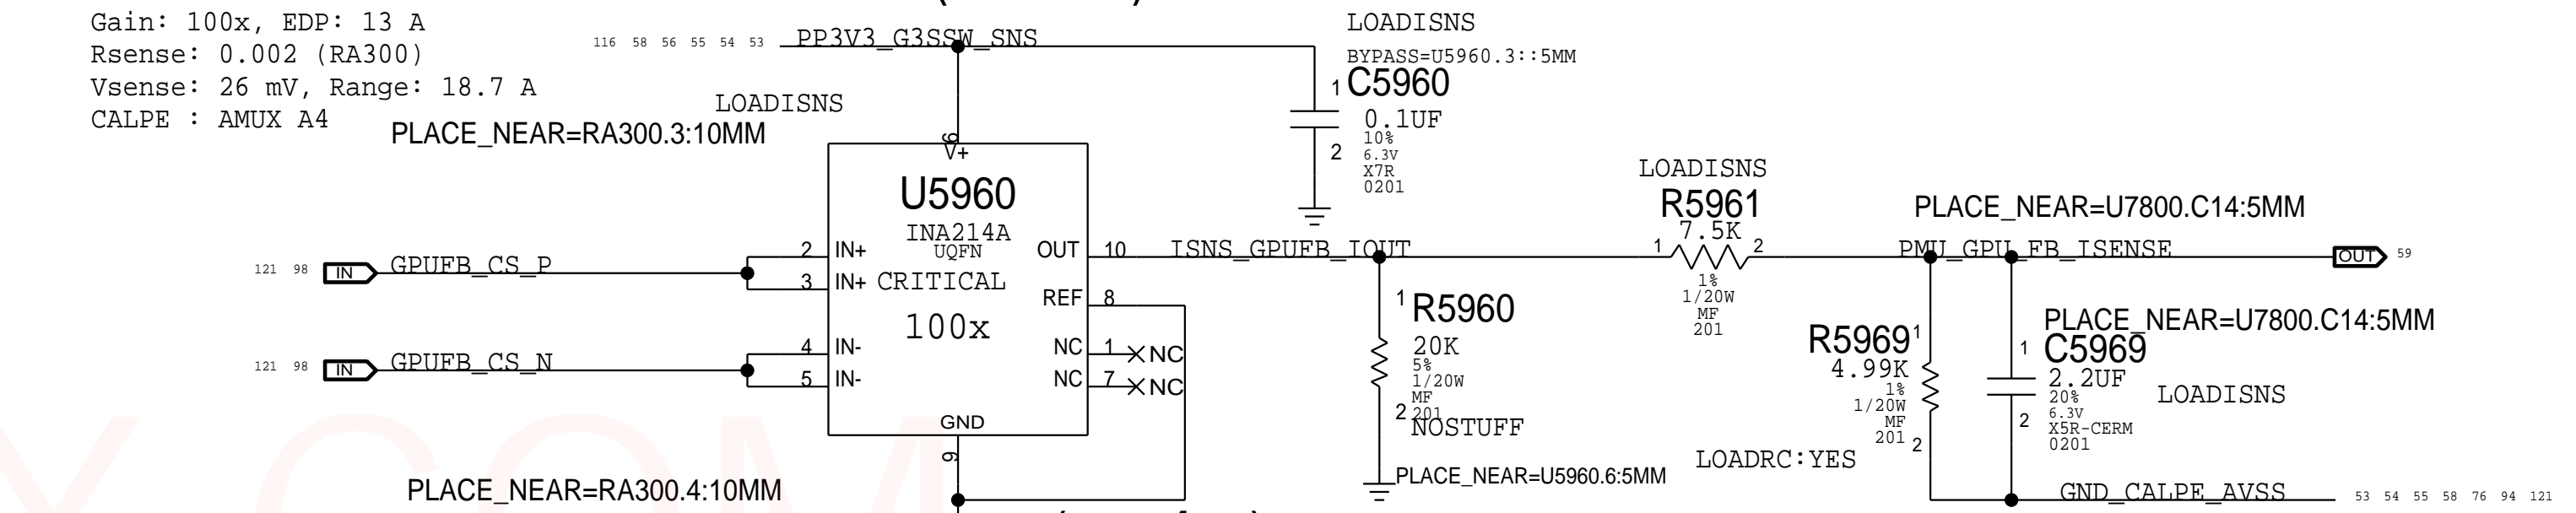 Gain: 100x, EDP: 13 A
Rsense: 0.002 (RA300)
Vsense: 26 mV, Range: 18.7 A
CALPE : AMUX A4
PLACE_NEAR=RA300.3:10MM
116 58 56 55 54 53
PP3V3_G3SSW_SNS
LOADISNS
LOADISNS
BYPASS=U5960.3::5MM
1
C5960
0.1UF
10%
6.3V
X7R
0201
2
6
V+
U5960
INA214A
UQFN
CRITICAL
100x
121 98
IN
GPUFB_CS_P
2 IN+
3 IN+
121 98
IN
GPUFB_CS_N
4 IN-
5 IN-
OUT 10
REF 8
NC 1 NC
NC 7 NC
GND
9
PLACE_NEAR=RA300.4:10MM
ISNS_GPUFB_IOUT
1
R5960
20K
5%
1/20W
MF
201
2
NOSTUFF
PLACE_NEAR=U5960.6:5MM
LOADISNS
R5961
7.5K
1 2
1%
1/20W
MF
201
PLACE_NEAR=U7800.C14:5MM
PMU_GPU_FB_ISENSE
OUT
59
R5969
1
4.99K
1%
1/20W
MF
201
2
LOADRC:YES
PLACE_NEAR=U7800.C14:5MM
1
C5969
2.2UF
20%
6.3V
X5R-CERM
0201
2
LOADISNS
GND_CALPE_AVSS
53 54 55 58 76 94 121
Y.COM